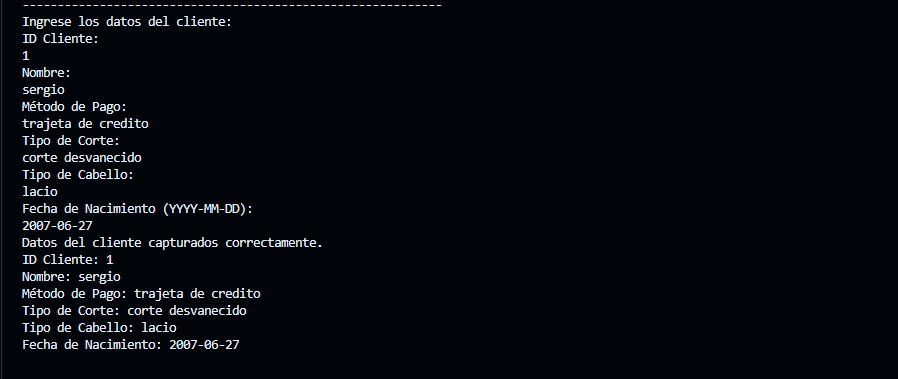 ------------------------------------------------------------
Ingrese los datos del cliente:
ID Cliente:
1
Nombre:
sergio
Método de Pago:
trajeta de credito
Tipo de Corte:
corte desvanecido
Tipo de Cabello:
lacio
Fecha de Nacimiento (YYYY-MM-DD):
2007-06-27
Datos del cliente capturados correctamente.
ID Cliente: 1
Nombre: sergio
Método de Pago: trajeta de credito
Tipo de Corte: corte desvanecido
Tipo de Cabello: lacio
Fecha de Nacimiento: 2007-06-27